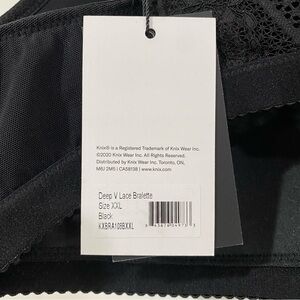 Knix® is a Registered Trademark of Knix Wear Inc.
©2020 Knix Wear Inc. All Rights Reserved.
Distributed by Knix Wear Inc. Toronto, ON,
M6J 2M5 | CA58138 | www.knix.com
Deep V Lace Bralette
Size XXL
Black
KXBRA109BXXL